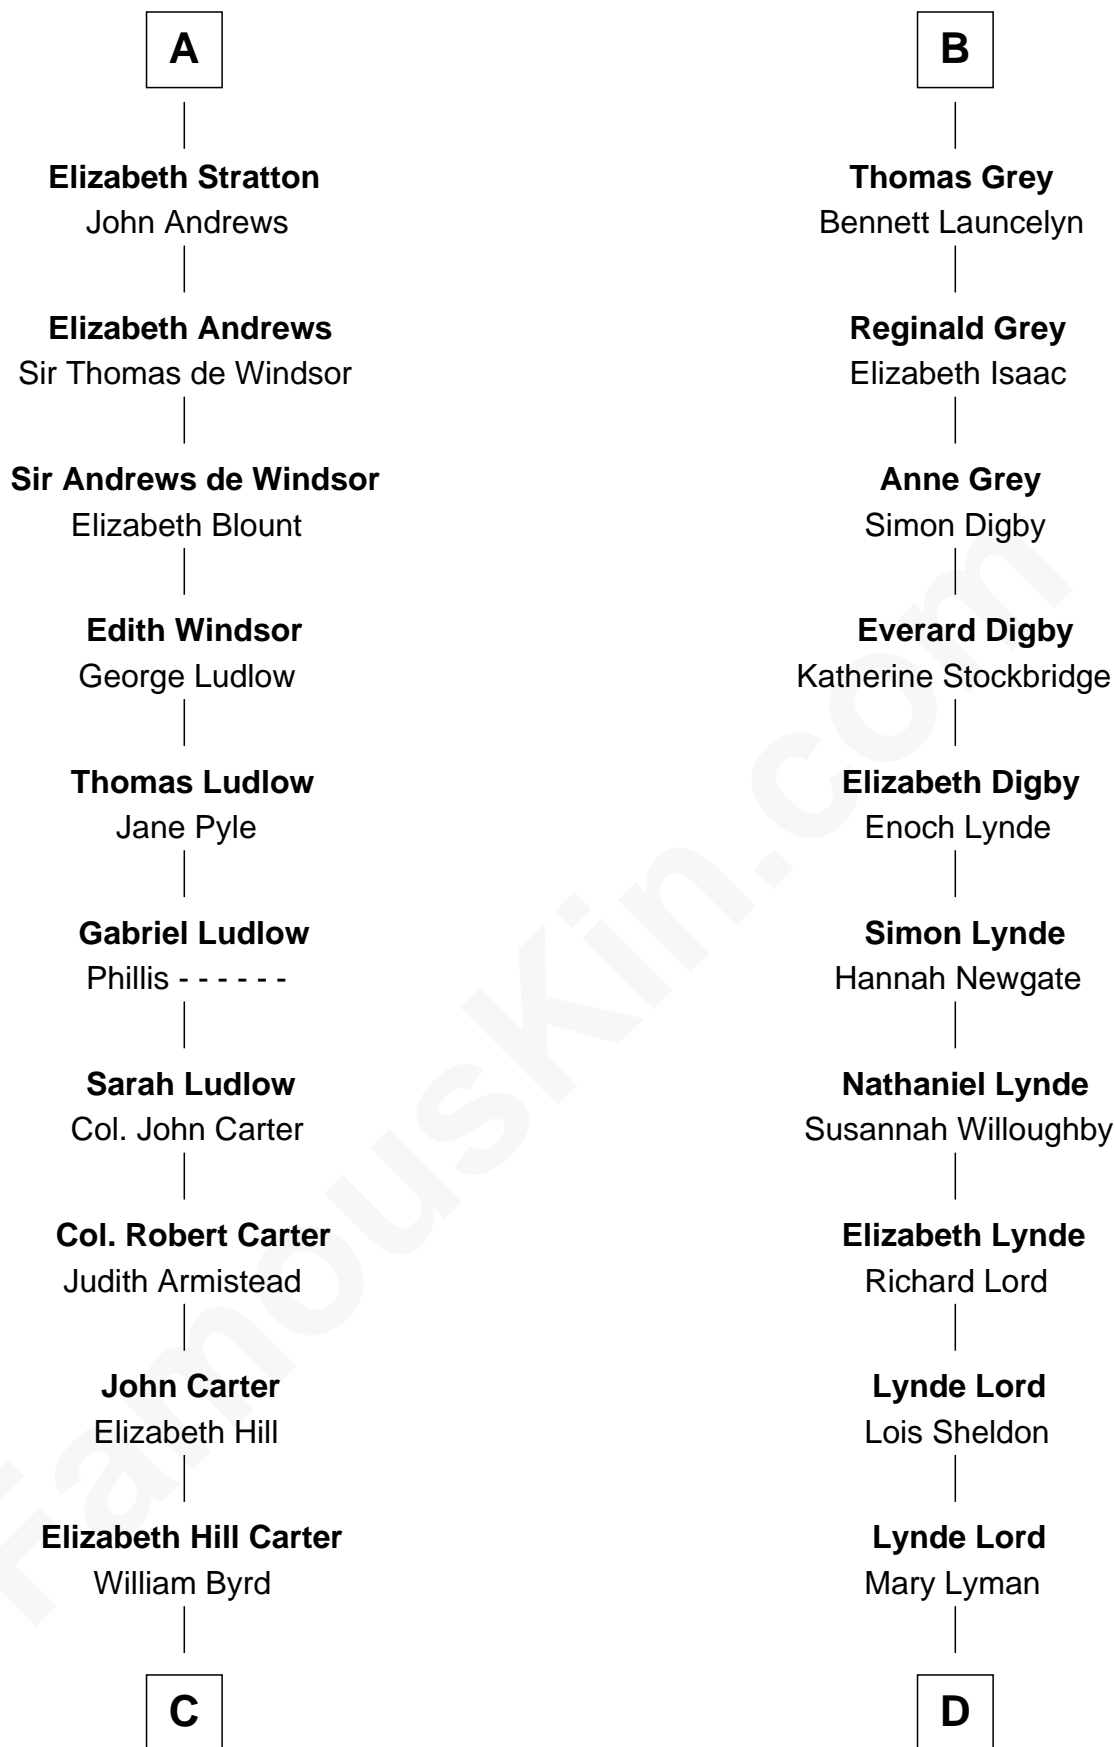 A
Elizabeth Stratton
John Andrews
Elizabeth Andrews
Sir Thomas de Windsor
Sir Andrews de Windsor
Elizabeth Blount
Edith Windsor
George Ludlow
Thomas Ludlow
Jane Pyle
Gabriel Ludlow
Phillis - - - - - -
Sarah Ludlow
Col. John Carter
Col. Robert Carter
Judith Armistead
John Carter
Elizabeth Hill
Elizabeth Hill Carter
William Byrd
C
B
Thomas Grey
Bennett Launcelyn
Reginald Grey
Elizabeth Isaac
Anne Grey
Simon Digby
Everard Digby
Katherine Stockbridge
Elizabeth Digby
Enoch Lynde
Simon Lynde
Hannah Newgate
Nathaniel Lynde
Susannah Willoughby
Elizabeth Lynde
Richard Lord
Lynde Lord
Lois Sheldon
Lynde Lord
Mary Lyman
D
FamousKin.com